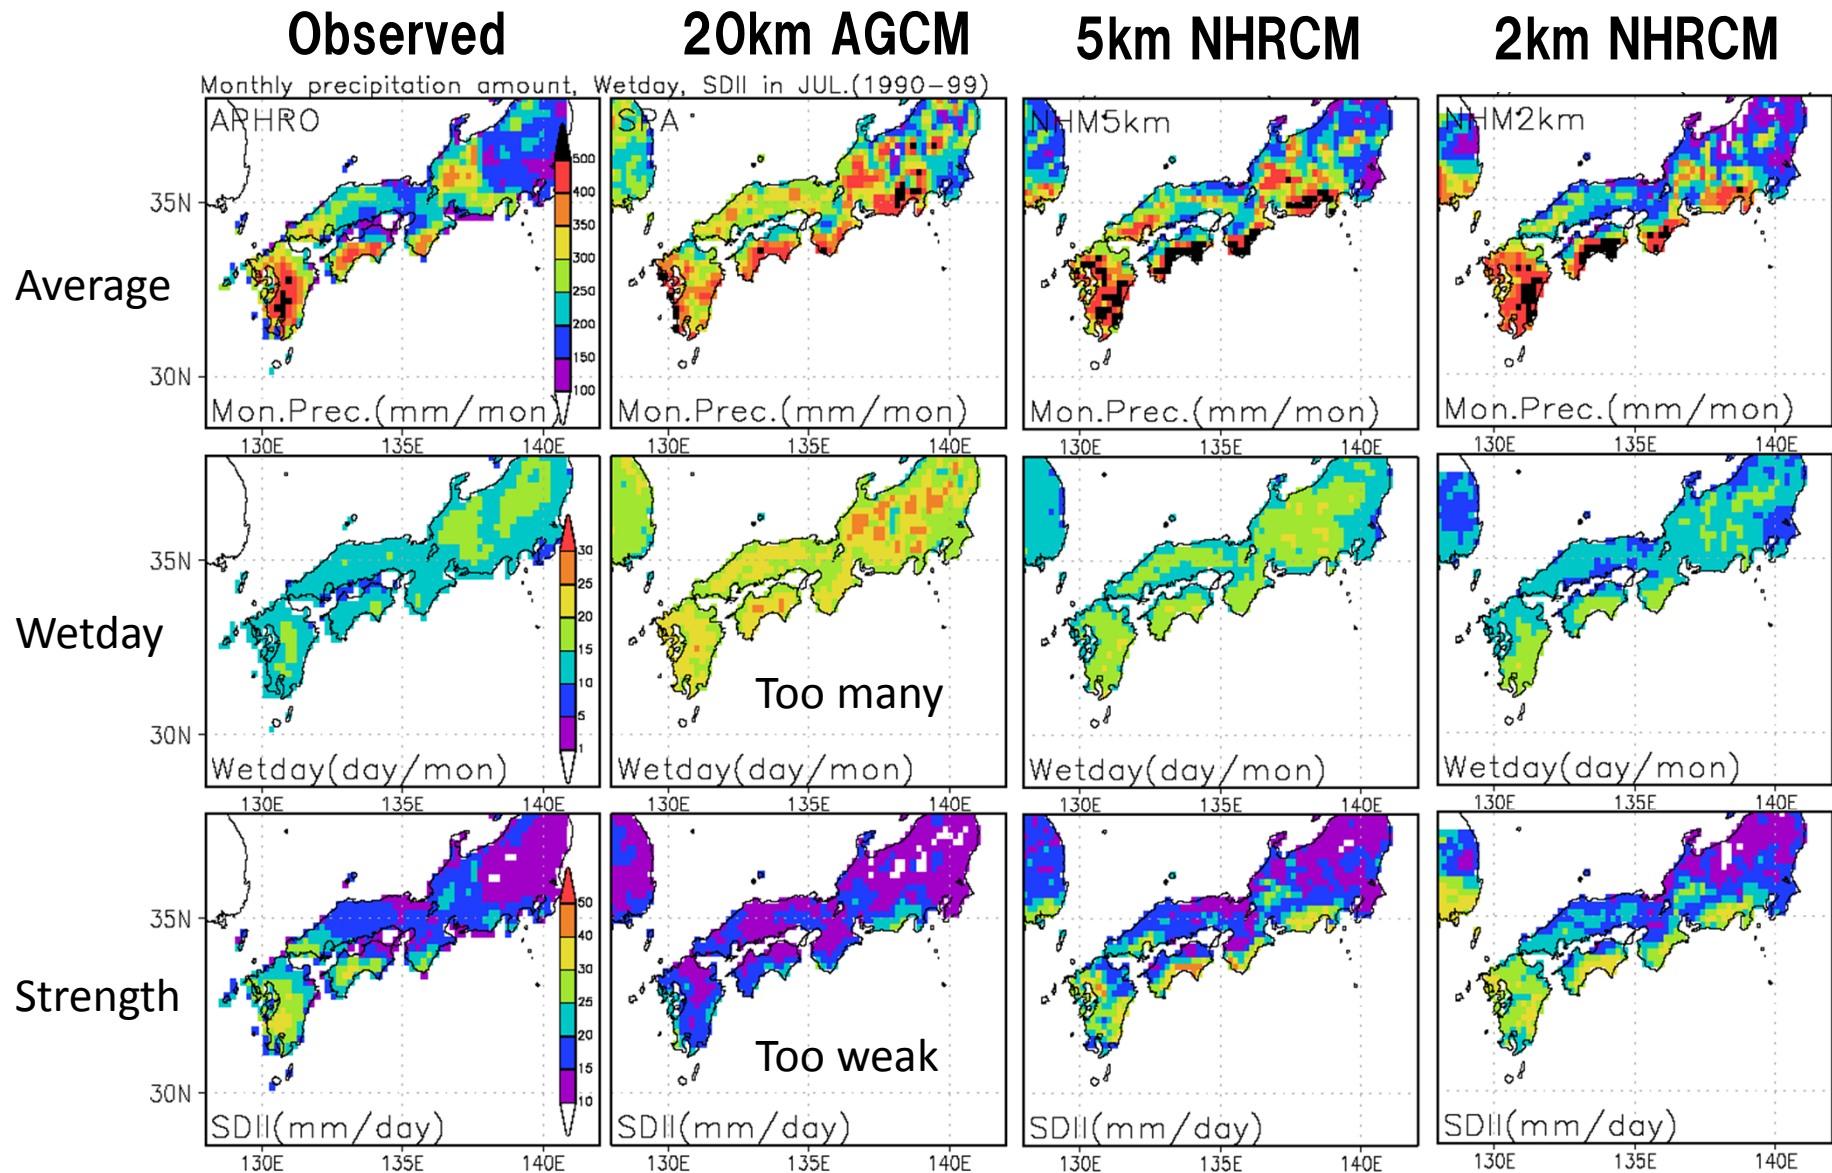 Observed
20km AGCM
5km NHRCM
2km NHRCM
Monthly precipitation amount, Wetday, SDII in JUL.(1990-99)
Average
APHRO
SPA
NHM5km
NHM2km
500
400
350
300
250
200
150
100
35N
30N
Mon.Prec.(mm/mon)
Mon.Prec.(mm/mon)
Mon.Prec.(mm/mon)
Mon.Prec.(mm/mon)
130E 135E 140E
130E 135E 140E
130E 135E 140E
130E 135E 140E
Wetday
30
25
20
15
10
5
1
35N
30N
Too many
Wetday(day/mon)
Wetday(day/mon)
Wetday(day/mon)
Wetday(day/mon)
130E 135E 140E
130E 135E 140E
130E 135E 140E
130E 135E 140E
Strength
50
40
30
25
20
15
10
35N
30N
Too weak
SDII(mm/day)
SDII(mm/day)
SDII(mm/day)
SDII(mm/day)
130E 135E 140E
130E 135E 140E
130E 135E 140E
130E 135E 140E